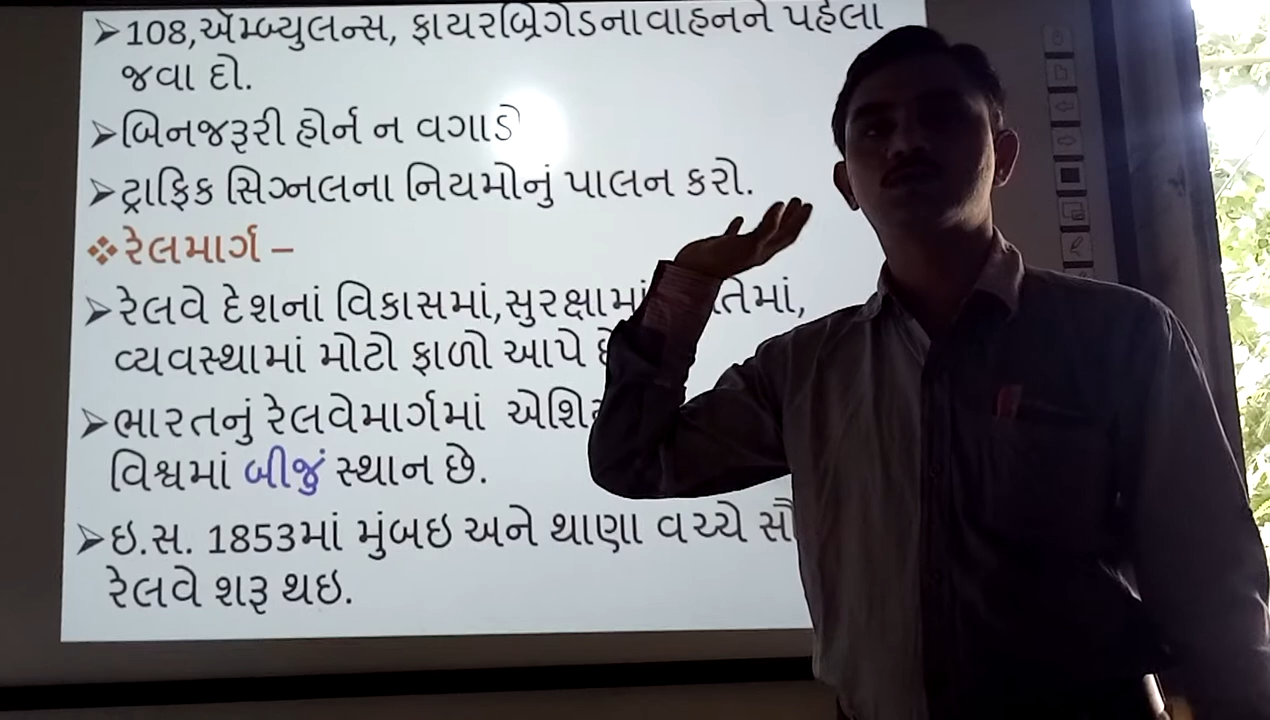 ➢108,ઍમ્બ્યુલન્સ, ફાયરબ્રિગેડનાવાહનને પહેલા
જવા દો.
➢બિનજરૂરી હોર્ન ન વગાડો
➢ટ્રાફિક સિગ્નલના નિયમોનું પાલન કરો.
❖રેલમાર્ગ –
➢રેલવે દેશનાં વિકાસમાં,સુરક્ષામાં
વ્યવસ્થામાં મોટો ફાળો આપે
➢ભારતનું રેલવેમાર્ગમાં
વિશ્વમાં બીજું સ્થાન છે.
➢ઇ.સ. 1853માં મુંબઇ અને થાણા વચ્ચે
રેલવે શરૂ થઇ.